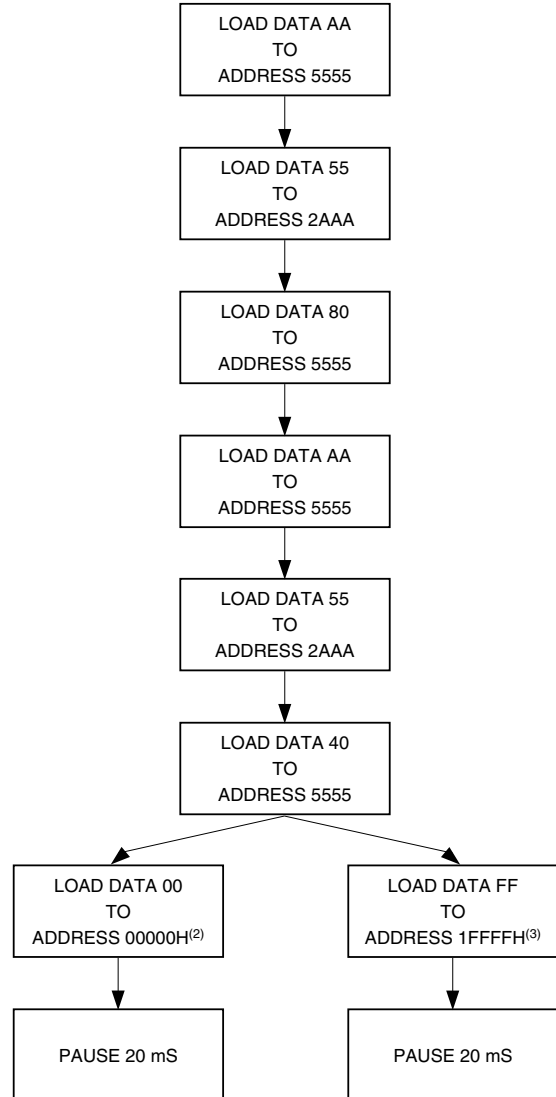 LOAD DATA AA
TO
ADDRESS 5555
LOAD DATA 55
TO
ADDRESS 2AAA
LOAD DATA 80
TO
ADDRESS 5555
LOAD DATA AA
TO
ADDRESS 5555
LOAD DATA 55
TO
ADDRESS 2AAA
LOAD DATA 40
TO
ADDRESS 5555
LOAD DATA 00
TO
ADDRESS 00000H(2)
PAUSE 20 mS
LOAD DATA FF
TO
ADDRESS 1FFFFH(3)
PAUSE 20 mS